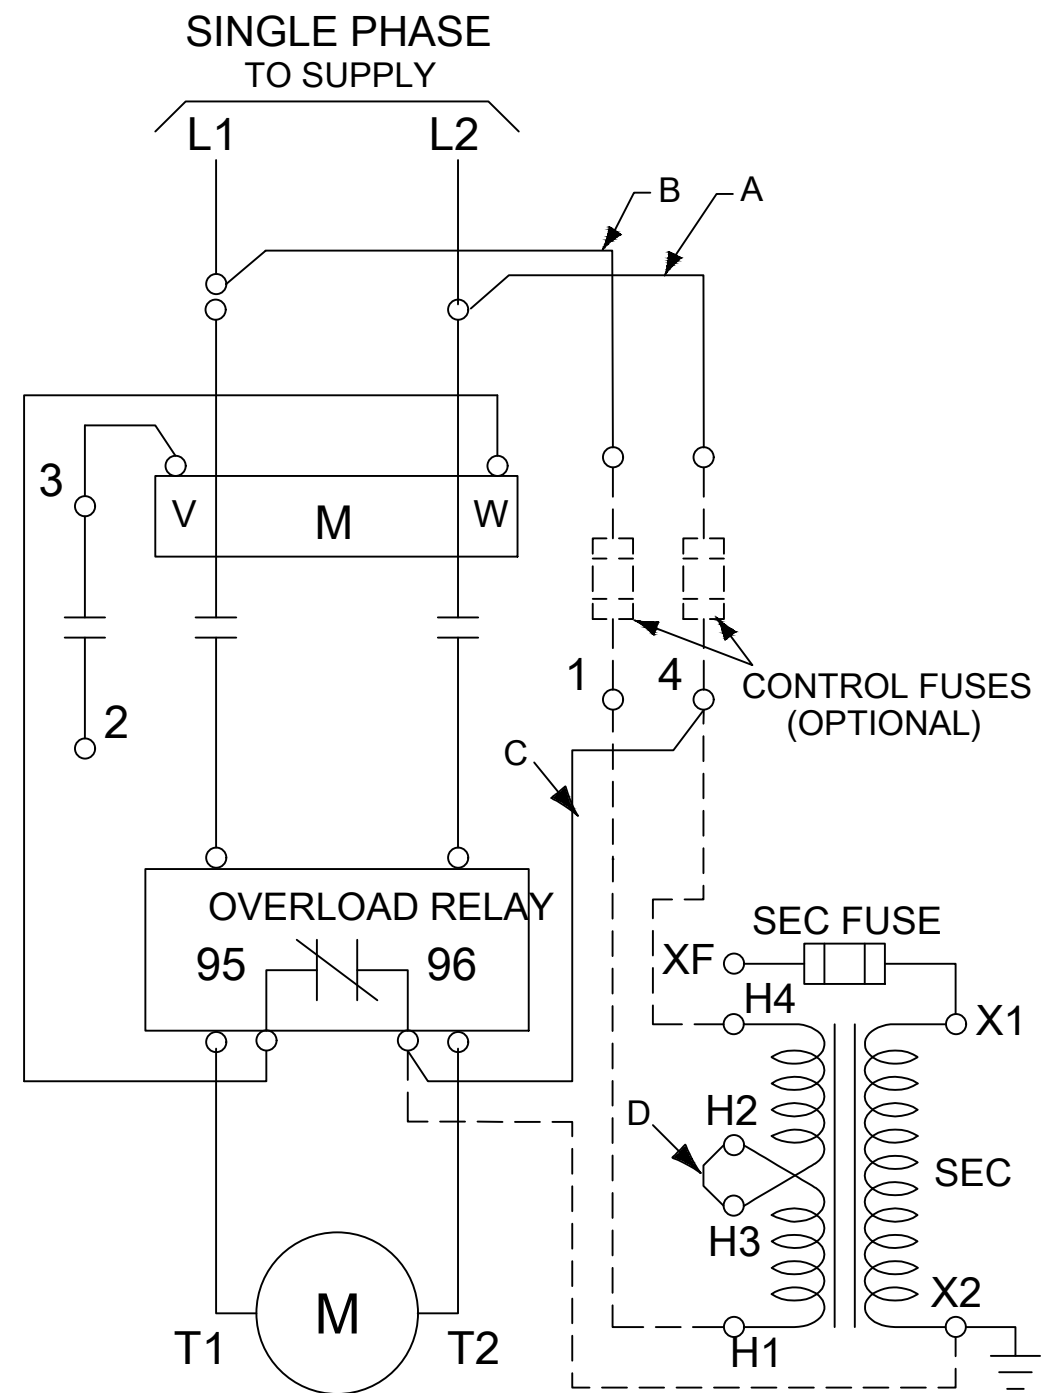 SINGLE PHASE
TO SUPPLY
L1 L2
B A
3
V M W
1 4
CONTROL FUSES
(OPTIONAL)
2
C
OVERLOAD RELAY
95 96
SEC FUSE
XF
H4
X1
D H2
SEC
H3
X2
M
T1 T2
H1